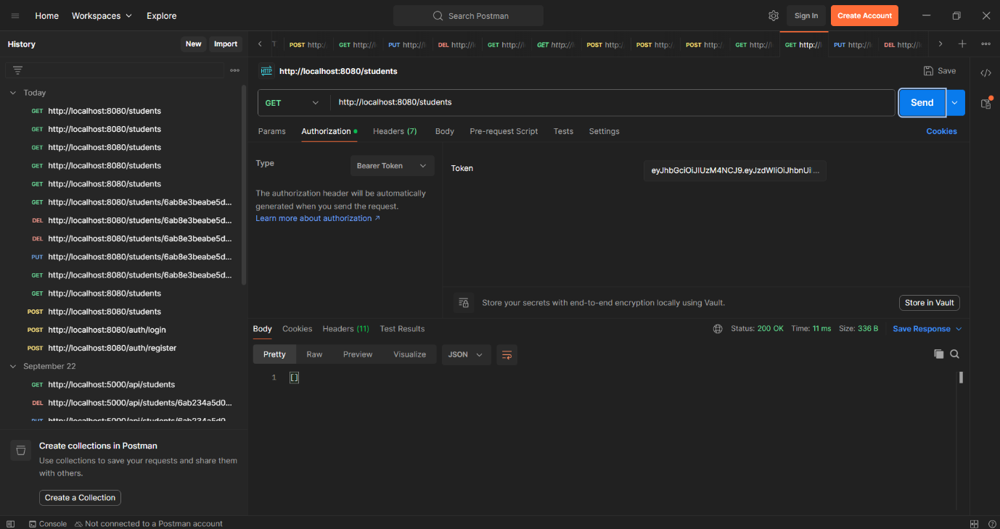 Home Workspaces Explore Search Postman Sign In Create Account
History New Import
POST http:/ GET http://l PUT http://l DEL http://l GET http://l GET http://l POST http:/ POST http:/ POST http:/ GET http://l GET http://l PUT http://l DEL http://l
Today
GET http://localhost:8080/students
GET http://localhost:8080/students
GET http://localhost:8080/students
GET http://localhost:8080/students
GET http://localhost:8080/students
GET http://localhost:8080/students/6ab8e3beabe5d...
DEL http://localhost:8080/students/6ab8e3beabe5d...
DEL http://localhost:8080/students/6ab8e3beabe5d...
PUT http://localhost:8080/students/6ab8e3beabe5d...
GET http://localhost:8080/students/6ab8e3beabe5d...
GET http://localhost:8080/students
POST http://localhost:8080/students
POST http://localhost:8080/auth/login
POST http://localhost:8080/auth/register
September 22
GET http://localhost:5000/api/students
DEL http://localhost:5000/api/students/6ab234a5d0...
PUT http://localhost:5000/api/students/6ab234a5d0
Create collections in Postman
Use collections to save your requests and share them
with others.
Create a Collection
HTTP http://localhost:8080/students Save
GET http://localhost:8080/students Send
Params Authorization Headers (7) Body Pre-request Script Tests Settings Cookies
Type Bearer Token
The authorization header will be automatically
generated when you send the request.
Learn more about authorization ↗
Token eyJhbGciOiJIUzM4NCJ9.eyJzdWIiOiJhbnUi ...
Store your secrets with end-to-end encryption locally using Vault. Store in Vault
Body Cookies Headers (11) Test Results Status: 200 OK Time: 11 ms Size: 336 B Save Response
Pretty Raw Preview Visualize JSON
1 []
Console Not connected to a Postman account